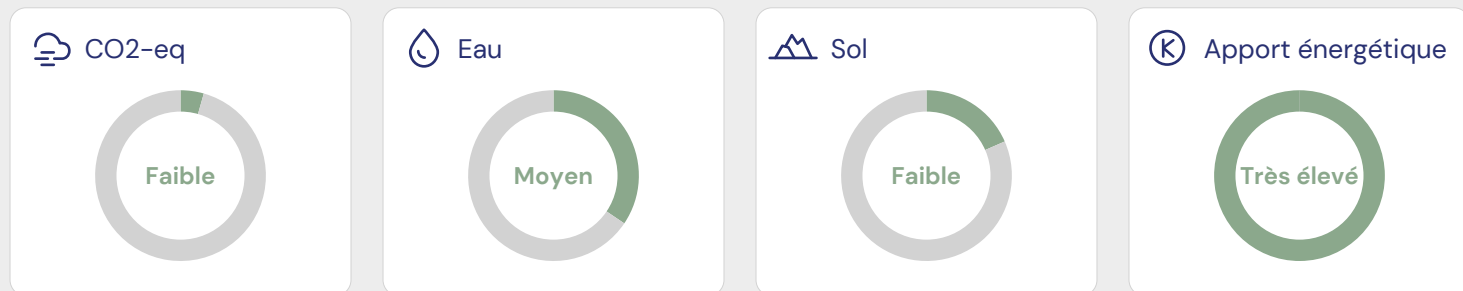 CO2-eq
Faible
Eau
Moyen
Sol
Faible
Apport énergétique
Très élevé